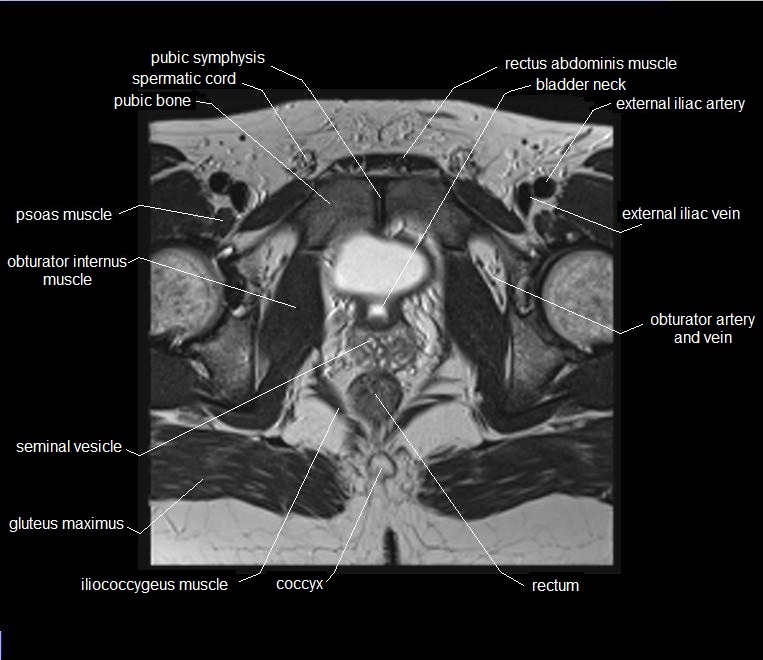 pubic symphysis
spermatic cord
pubic bone
rectus abdominis muscle
bladder neck
external iliac artery
psoas muscle
external iliac vein
obturator internus
muscle
obturator artery
and vein
seminal vesicle
gluteus maximus
iliococcygeus muscle
coccyx
rectum